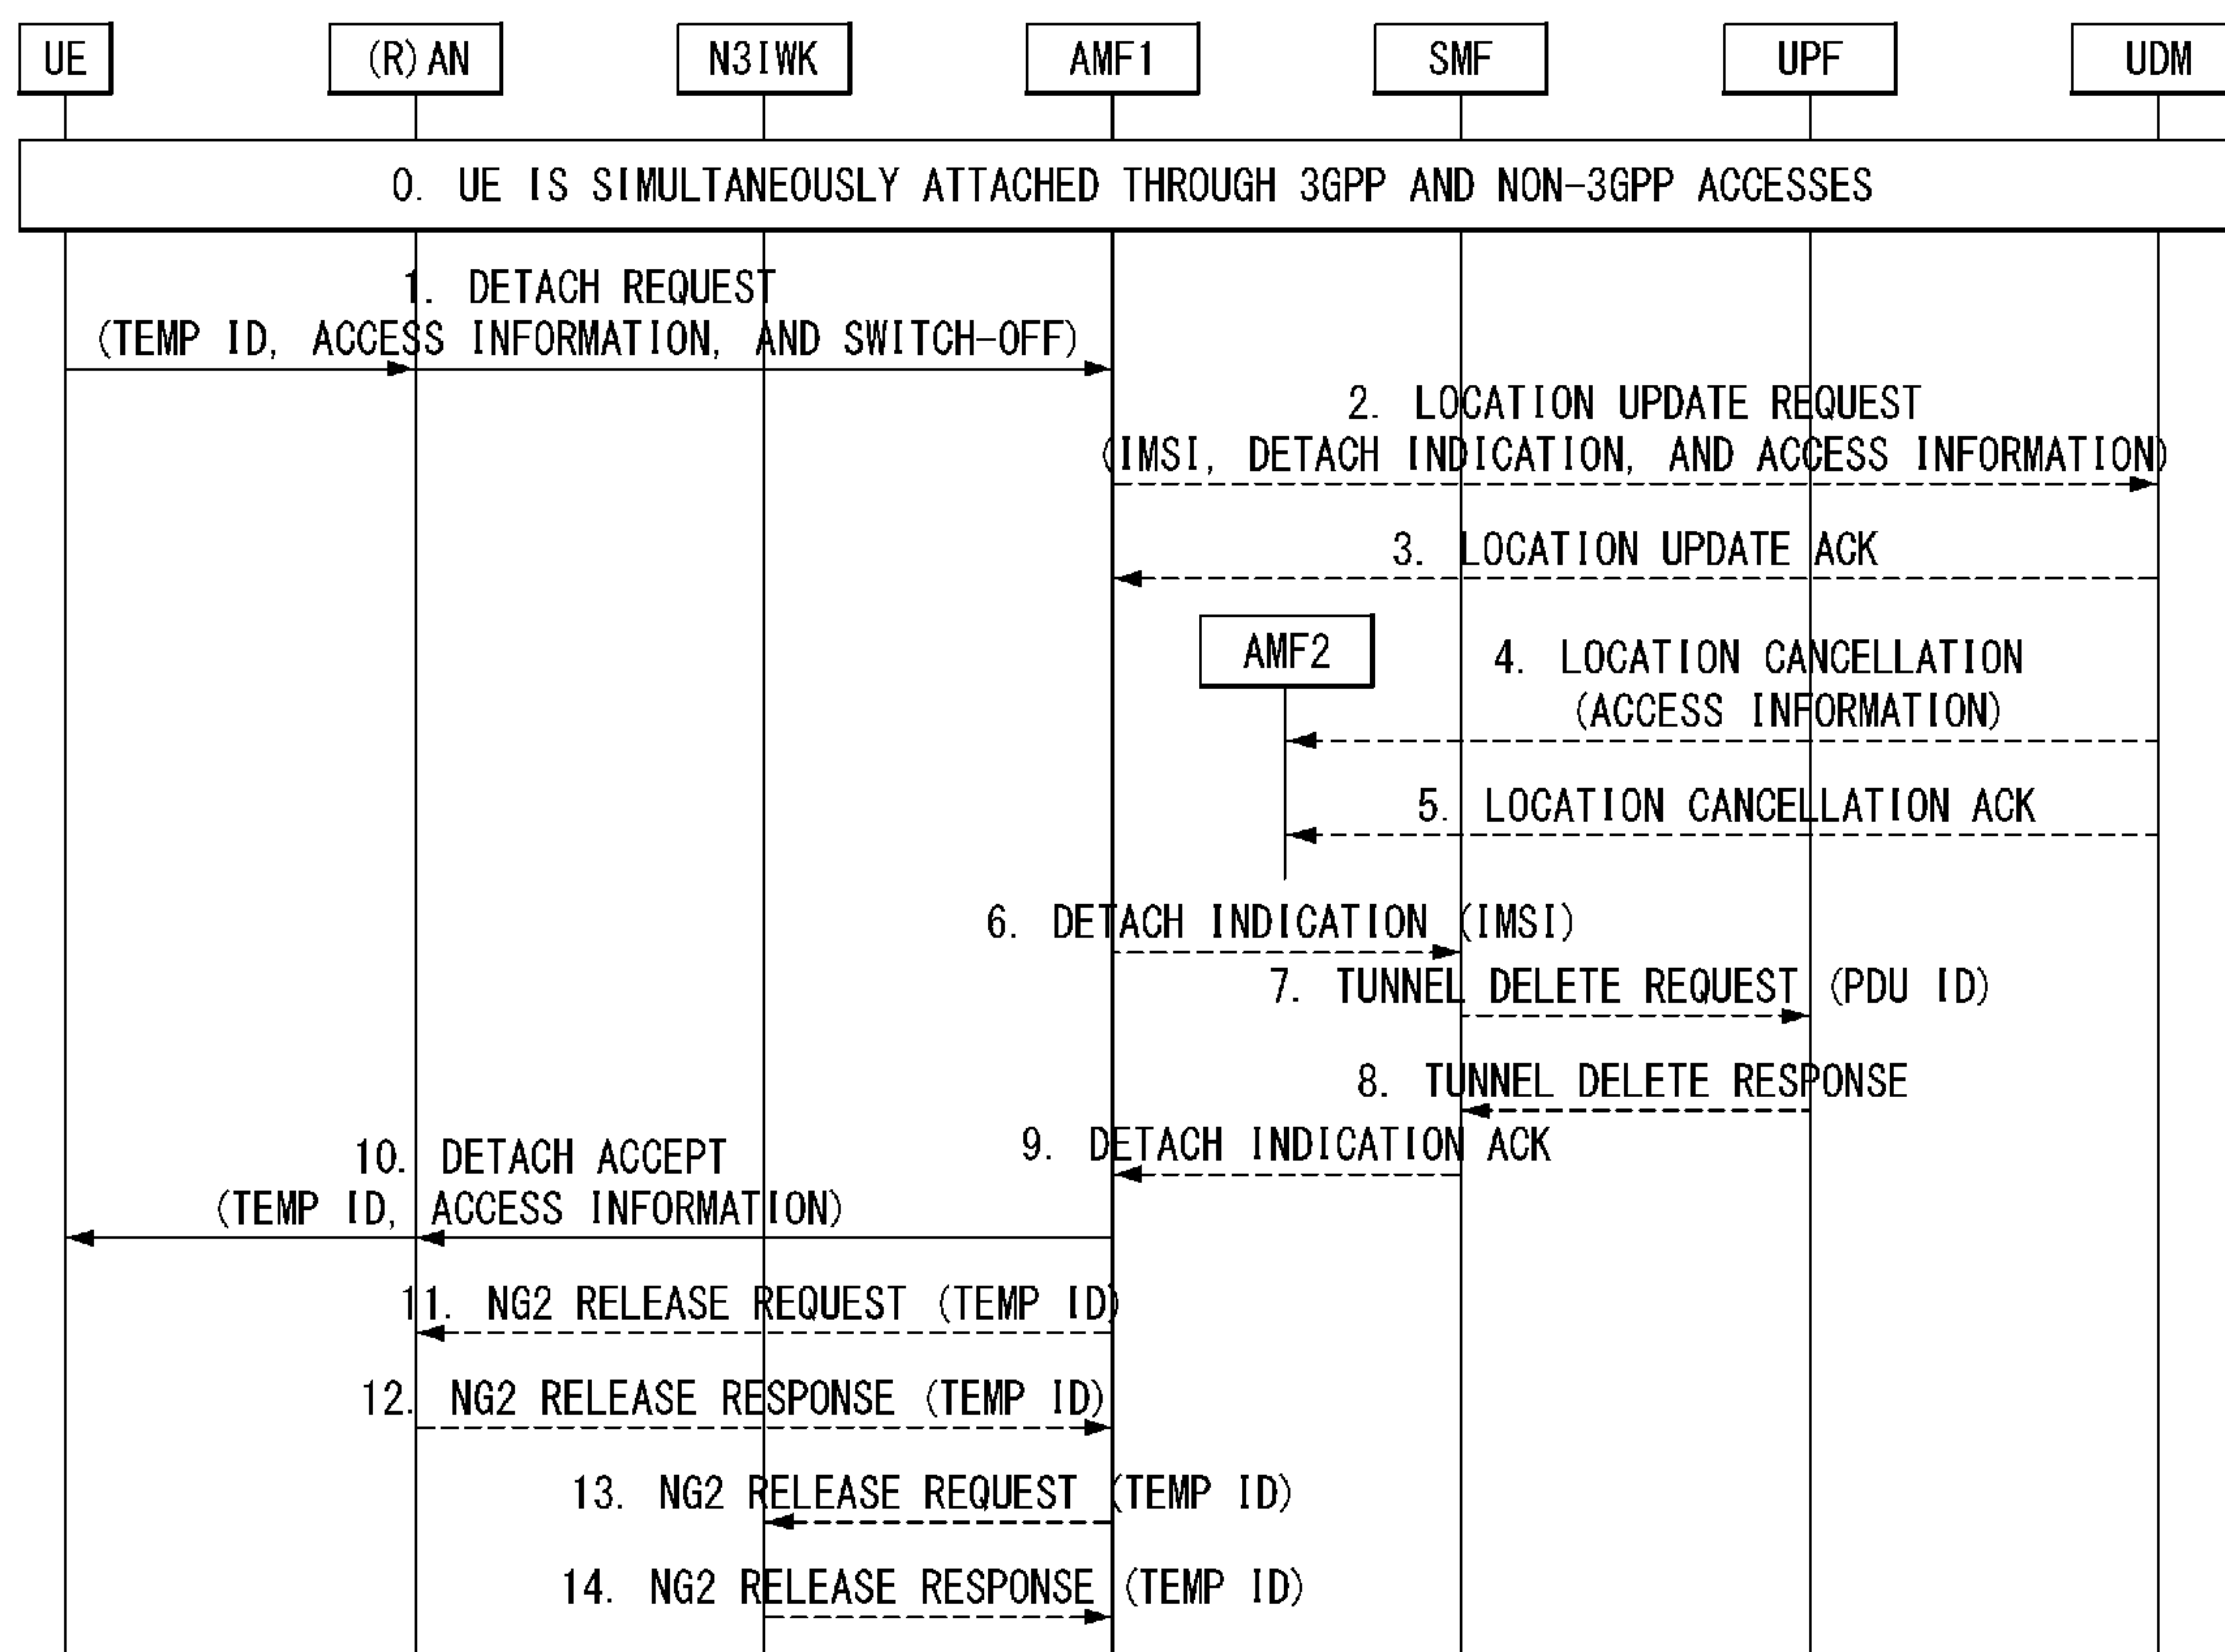 UE
(R)AN
N3IWK
AMF1
SMF
UPF
UDM
0. UE IS SIMULTANEOUSLY ATTACHED THROUGH 3GPP AND NON-3GPP ACCESSES
1. DETACH REQUEST
(TEMP ID, ACCESS INFORMATION, AND SWITCH-OFF)
2. LOCATION UPDATE REQUEST
(IMSI, DETACH INDICATION, AND ACCESS INFORMATION)
3. LOCATION UPDATE ACK
AMF2
4. LOCATION CANCELLATION
(ACCESS INFORMATION)
5. LOCATION CANCELLATION ACK
6. DETACH INDICATION (IMSI)
7. TUNNEL DELETE REQUEST (PDU ID)
8. TUNNEL DELETE RESPONSE
9. DETACH INDICATION ACK
10. DETACH ACCEPT
(TEMP ID, ACCESS INFORMATION)
11. NG2 RELEASE REQUEST (TEMP ID)
12. NG2 RELEASE RESPONSE (TEMP ID)
13. NG2 RELEASE REQUEST (TEMP ID)
14. NG2 RELEASE RESPONSE (TEMP ID)